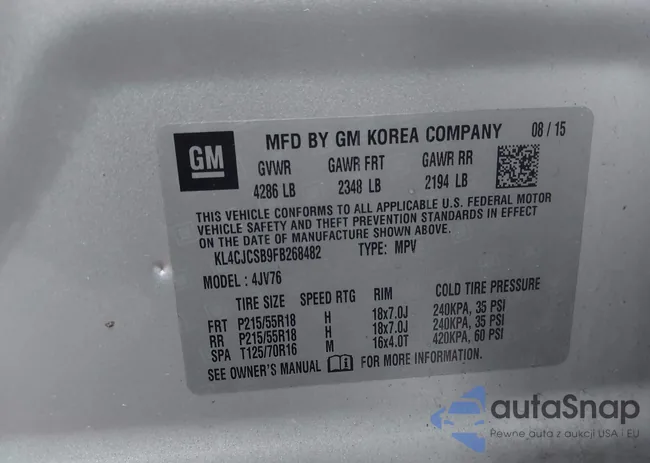 GM
MFD BY GM KOREA COMPANY 08/15
GVWR GAWR FRT GAWR RR
4286 LB 2348 LB 2194 LB
THIS VEHICLE CONFORMS TO ALL APPLICABLE U.S. FEDERAL MOTOR
VEHICLE SAFETY AND THEFT PREVENTION STANDARDS IN EFFECT
ON THE DATE OF MANUFACTURE SHOWN ABOVE.
KL4CJCSB9FB268482 TYPE: MPV
MODEL: 4JV76
TIRE SIZE SPEED RTG RIM COLD TIRE PRESSURE
FRT P215/55R18 H 18x7.0J 240KPA, 35 PSI
RR P215/55R18 H 18x7.0J 240KPA, 35 PSI
SPA T125/70R16 M 16x4.0T 420KPA, 60 PSI
SEE OWNER'S MANUAL FOR MORE INFORMATION.
autaSnap
Pewne auta z aukcji USA i EU